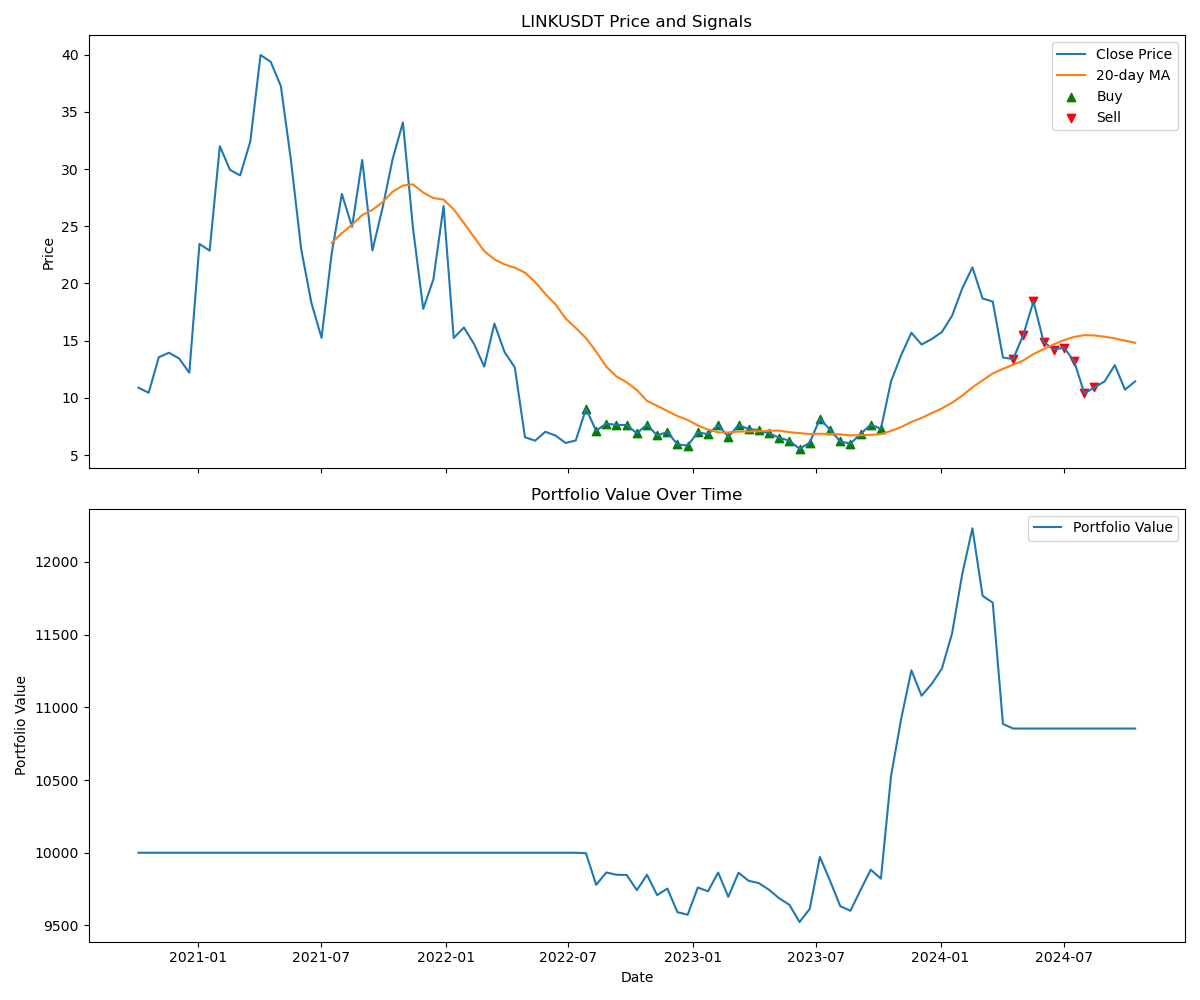 LINKUSDT Price and Signals
40
35
30
25
20
15
10
5
Price
Close Price
20-day MA
Buy
Sell
Portfolio Value Over Time
12000
11500
11000
10500
10000
9500
Portfolio Value
Portfolio Value
2021-01
2021-07
2022-01
2022-07
2023-01
2023-07
2024-01
2024-07
Date